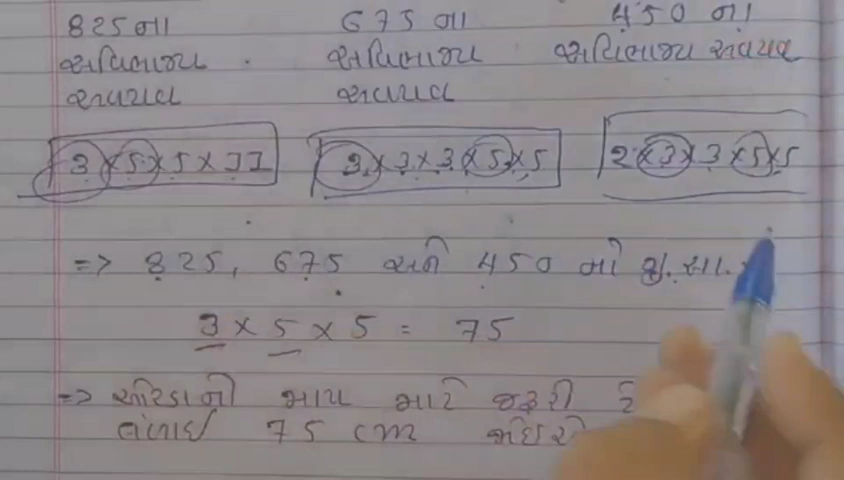 825 ના 675 ના 450 ના
અવિભાજ્ય અવિભાજ્ય અવિભાજ્ય અવયવ
અવયવ અવયવ
3 × 5 × 5 × 11 3 × 3 × 3 × 5 × 5 2 × 3 × 3 × 5 × 5
=> 825, 675 અને 450 નો ગુ. સા.
3 × 5 × 5 = 75
=> ઓરડાની માપ માટે જરૂરી
લંબાઈ 75 cm